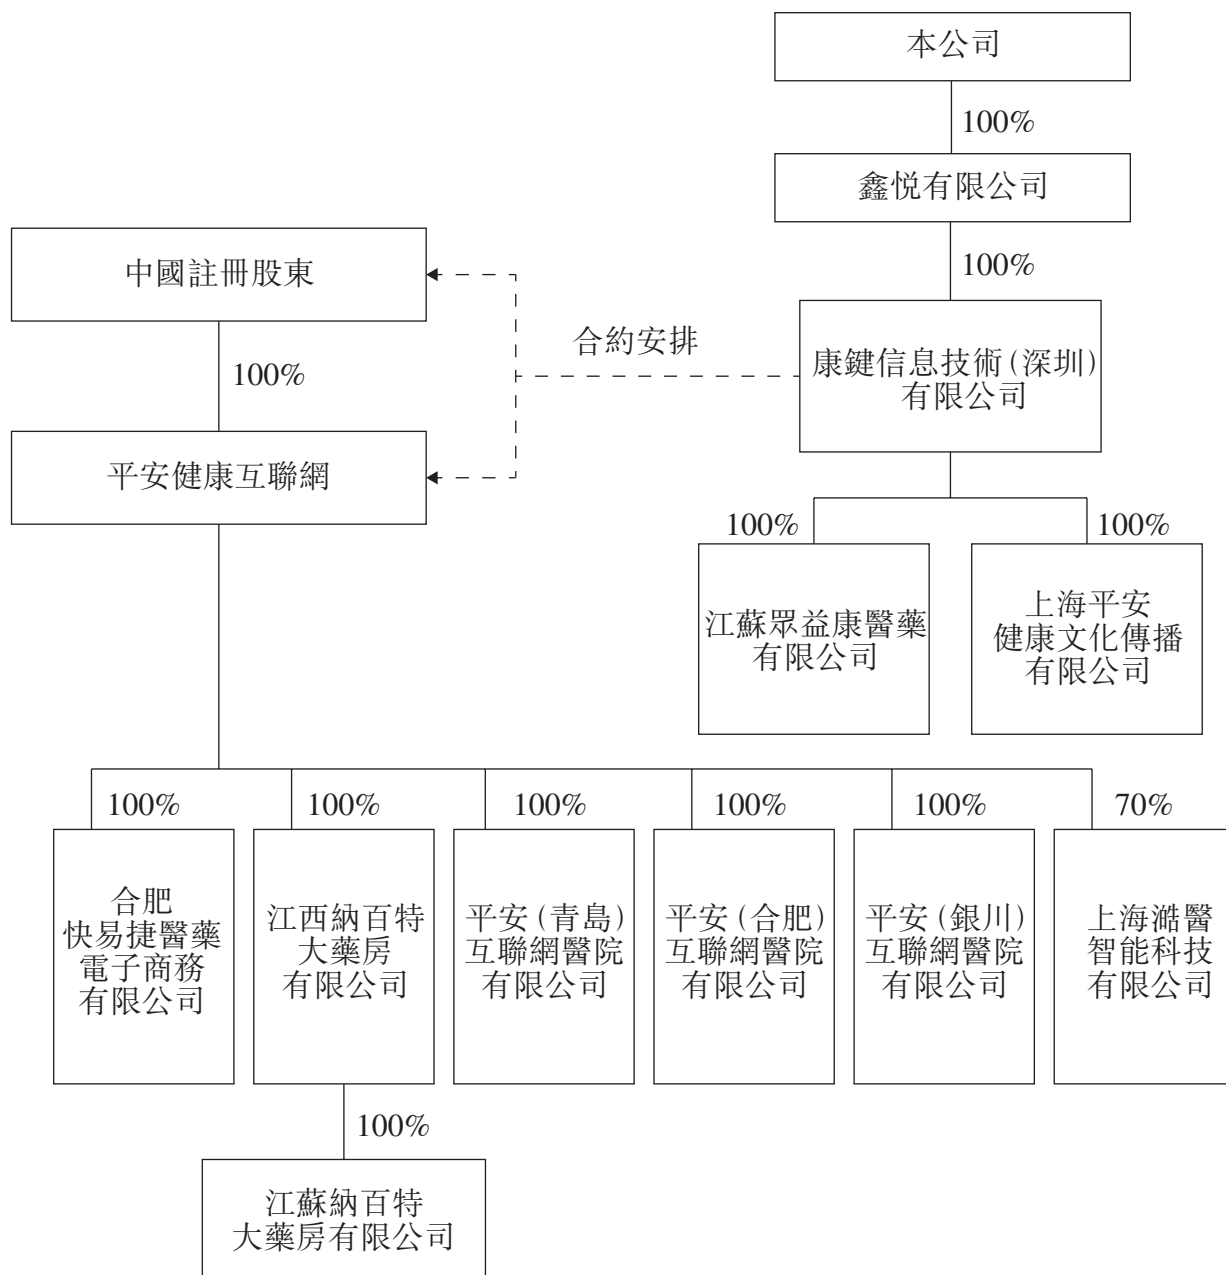 本公司
100%
鑫悦有限公司
100%
中國註冊股東
合約安排
康鍵信息技術(深圳)
有限公司
100%
平安健康互聯網
100%
100%
江蘇眾益康醫藥
有限公司
上海平安
健康文化傳播
有限公司
100%
100%
100%
100%
100%
70%
合肥
快易捷醫藥
電子商務
有限公司
江西納百特
大藥房
有限公司
平安(青島)
互聯網醫院
有限公司
平安(合肥)
互聯網醫院
有限公司
平安(銀川)
互聯網醫院
有限公司
上海澔醫
智能科技
有限公司
100%
江蘇納百特
大藥房有限公司